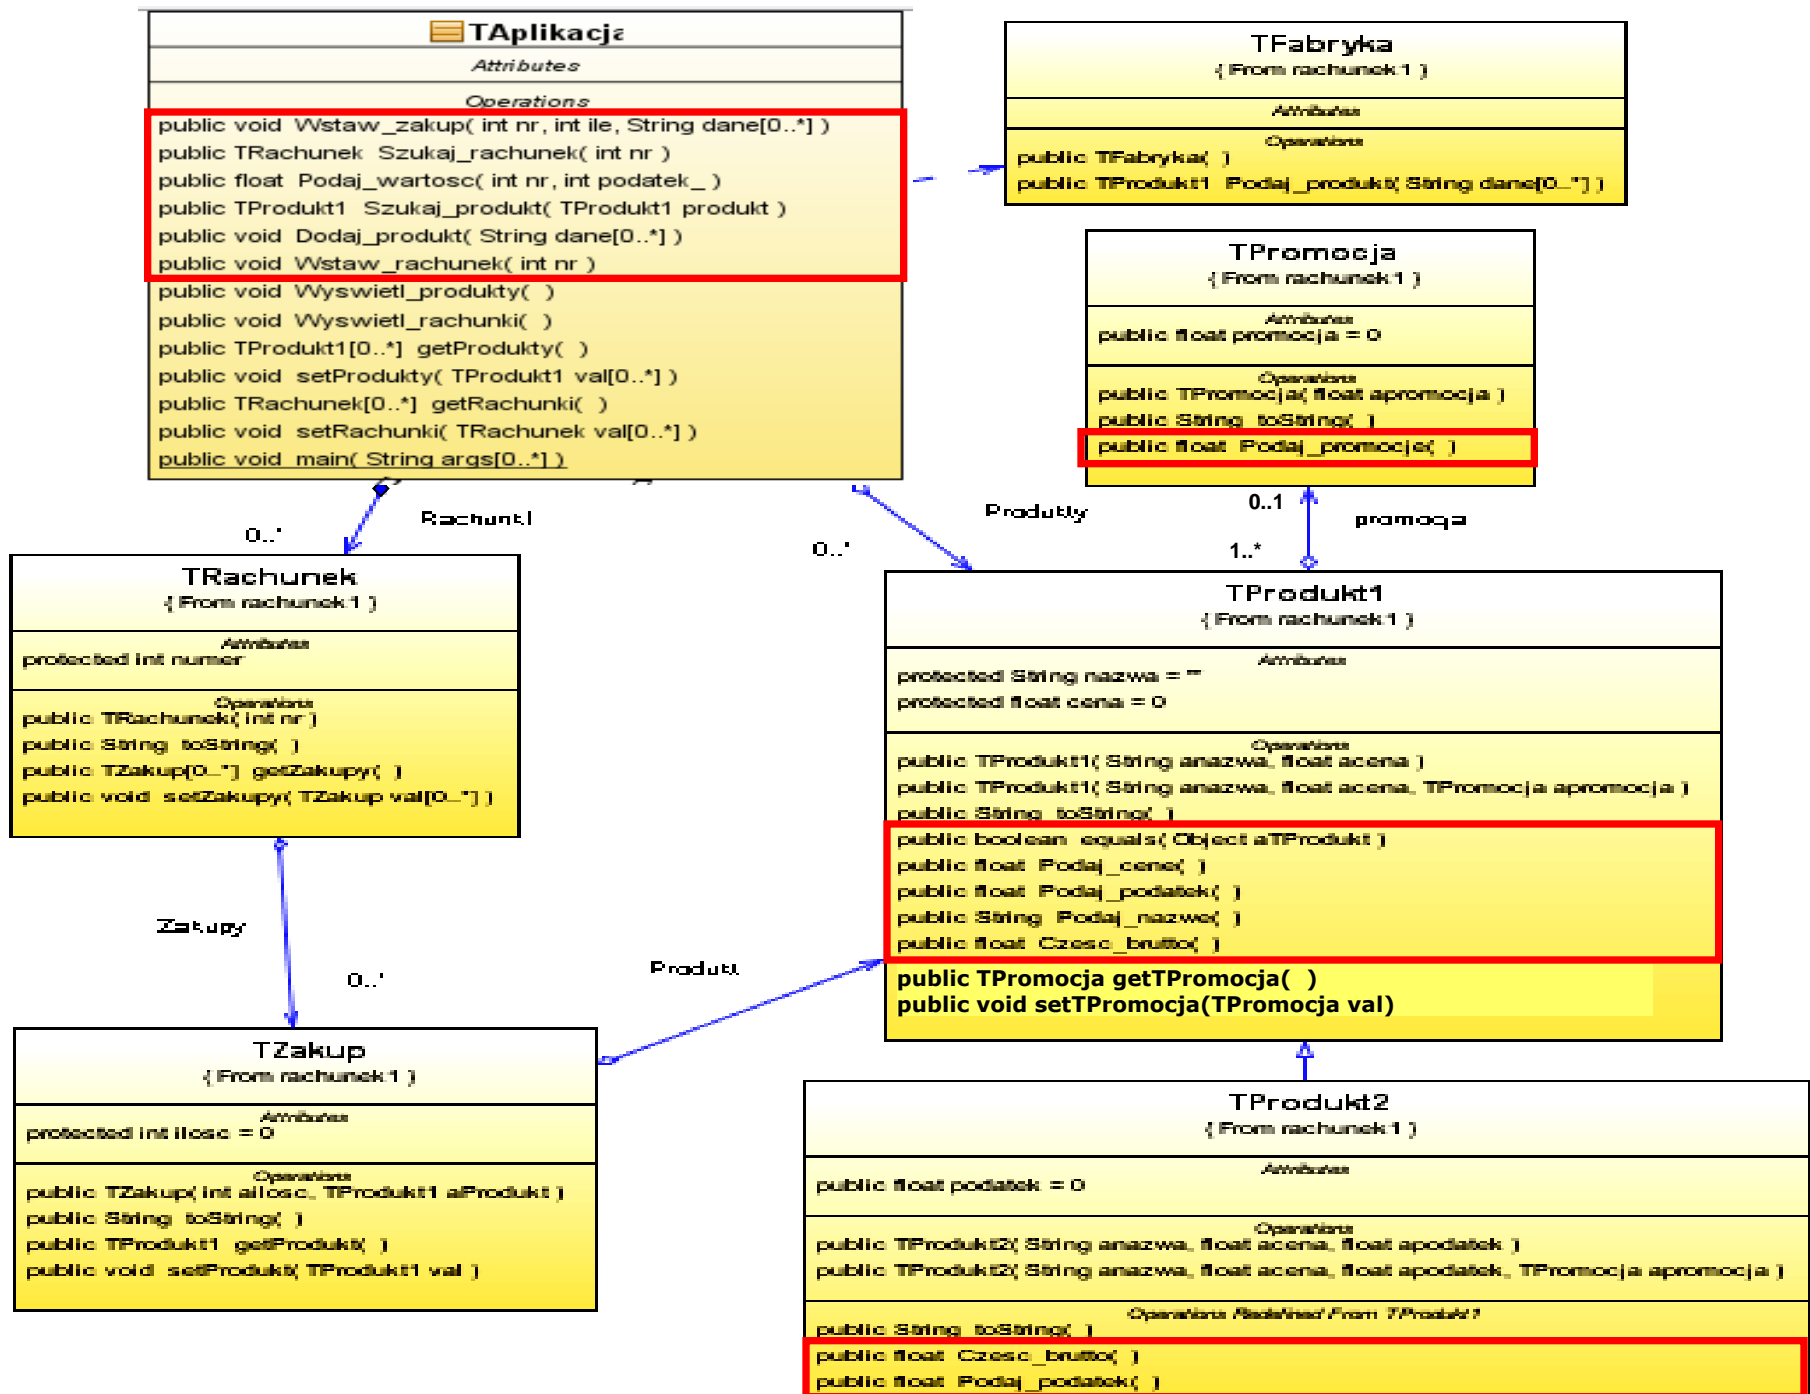 TAplikacja
Attributes
Operations
public void Wstaw_zakup( int nr, int ile, String dane[0..*] )
public TRachunek Szukaj_rachunek( int nr )
public float Podaj_wartosc( int nr, int podatek_ )
public TProdukt1 Szukaj_produkt( TProdukt1 produkt )
public void Dodaj_produkt( String dane[0..*] )
public void Wstaw_rachunek( int nr )
public void Wyswietl_produkty( )
public void Wyswietl_rachunki( )
public TProdukt1[0..*] getProdukty( )
public void setProdukty( TProdukt1 val[0..*] )
public TRachunek[0..*] getRachunki( )
public void setRachunki( TRachunek val[0..*] )
public void main( String args[0..*] )
TFabryka
{ From rachunek1 }
Attributes
Operations
public TFabryka( )
public TProdukt1 Podaj_produkt( String dane[0..*] )
TPromocja
{ From rachunek1 }
Attributes
public float promocja = 0
Operations
public TPromocja( float apromocja )
public String toString( )
public float Podaj_promocje( )
0..*
Rachunki
0..*
Produkty
0..1
promocja
1..*
TRachunek
{ From rachunek1 }
Attributes
protected int numer
Operations
public TRachunek( int nr )
public String toString( )
public TZakup[0..*] getZakupy( )
public void setZakupy( TZakup val[0..*] )
TProdukt1
{ From rachunek1 }
Attributes
protected String nazwa = ""
protected float cena = 0
Operations
public TProdukt1( String anazwa, float acena )
public TProdukt1( String anazwa, float acena, TPromocja apromocja )
public String toString( )
public boolean equals( Object aTProdukt )
public float Podaj_cene( )
public float Podaj_podatek( )
public String Podaj_nazwe( )
public float Czesc_brutto( )
public TPromocja getTPromocja( )
public void setTPromocja(TPromocja val)
Zakupy
0..*
Produkt
TZakup
{ From rachunek1 }
Attributes
protected int ilosc = 0
Operations
public TZakup( int ailosc, TProdukt1 aProdukt )
public String toString( )
public TProdukt1 getProdukt( )
public void setProdukt( TProdukt1 val )
TProdukt2
{ From rachunek1 }
Attributes
public float podatek = 0
Operations
public TProdukt2( String anazwa, float acena, float apodatek )
public TProdukt2( String anazwa, float acena, float apodatek, TPromocja apromocja )
Operations Redefined From TProdukt1
public String toString( )
public float Czesc_brutto( )
public float Podaj_podatek( )